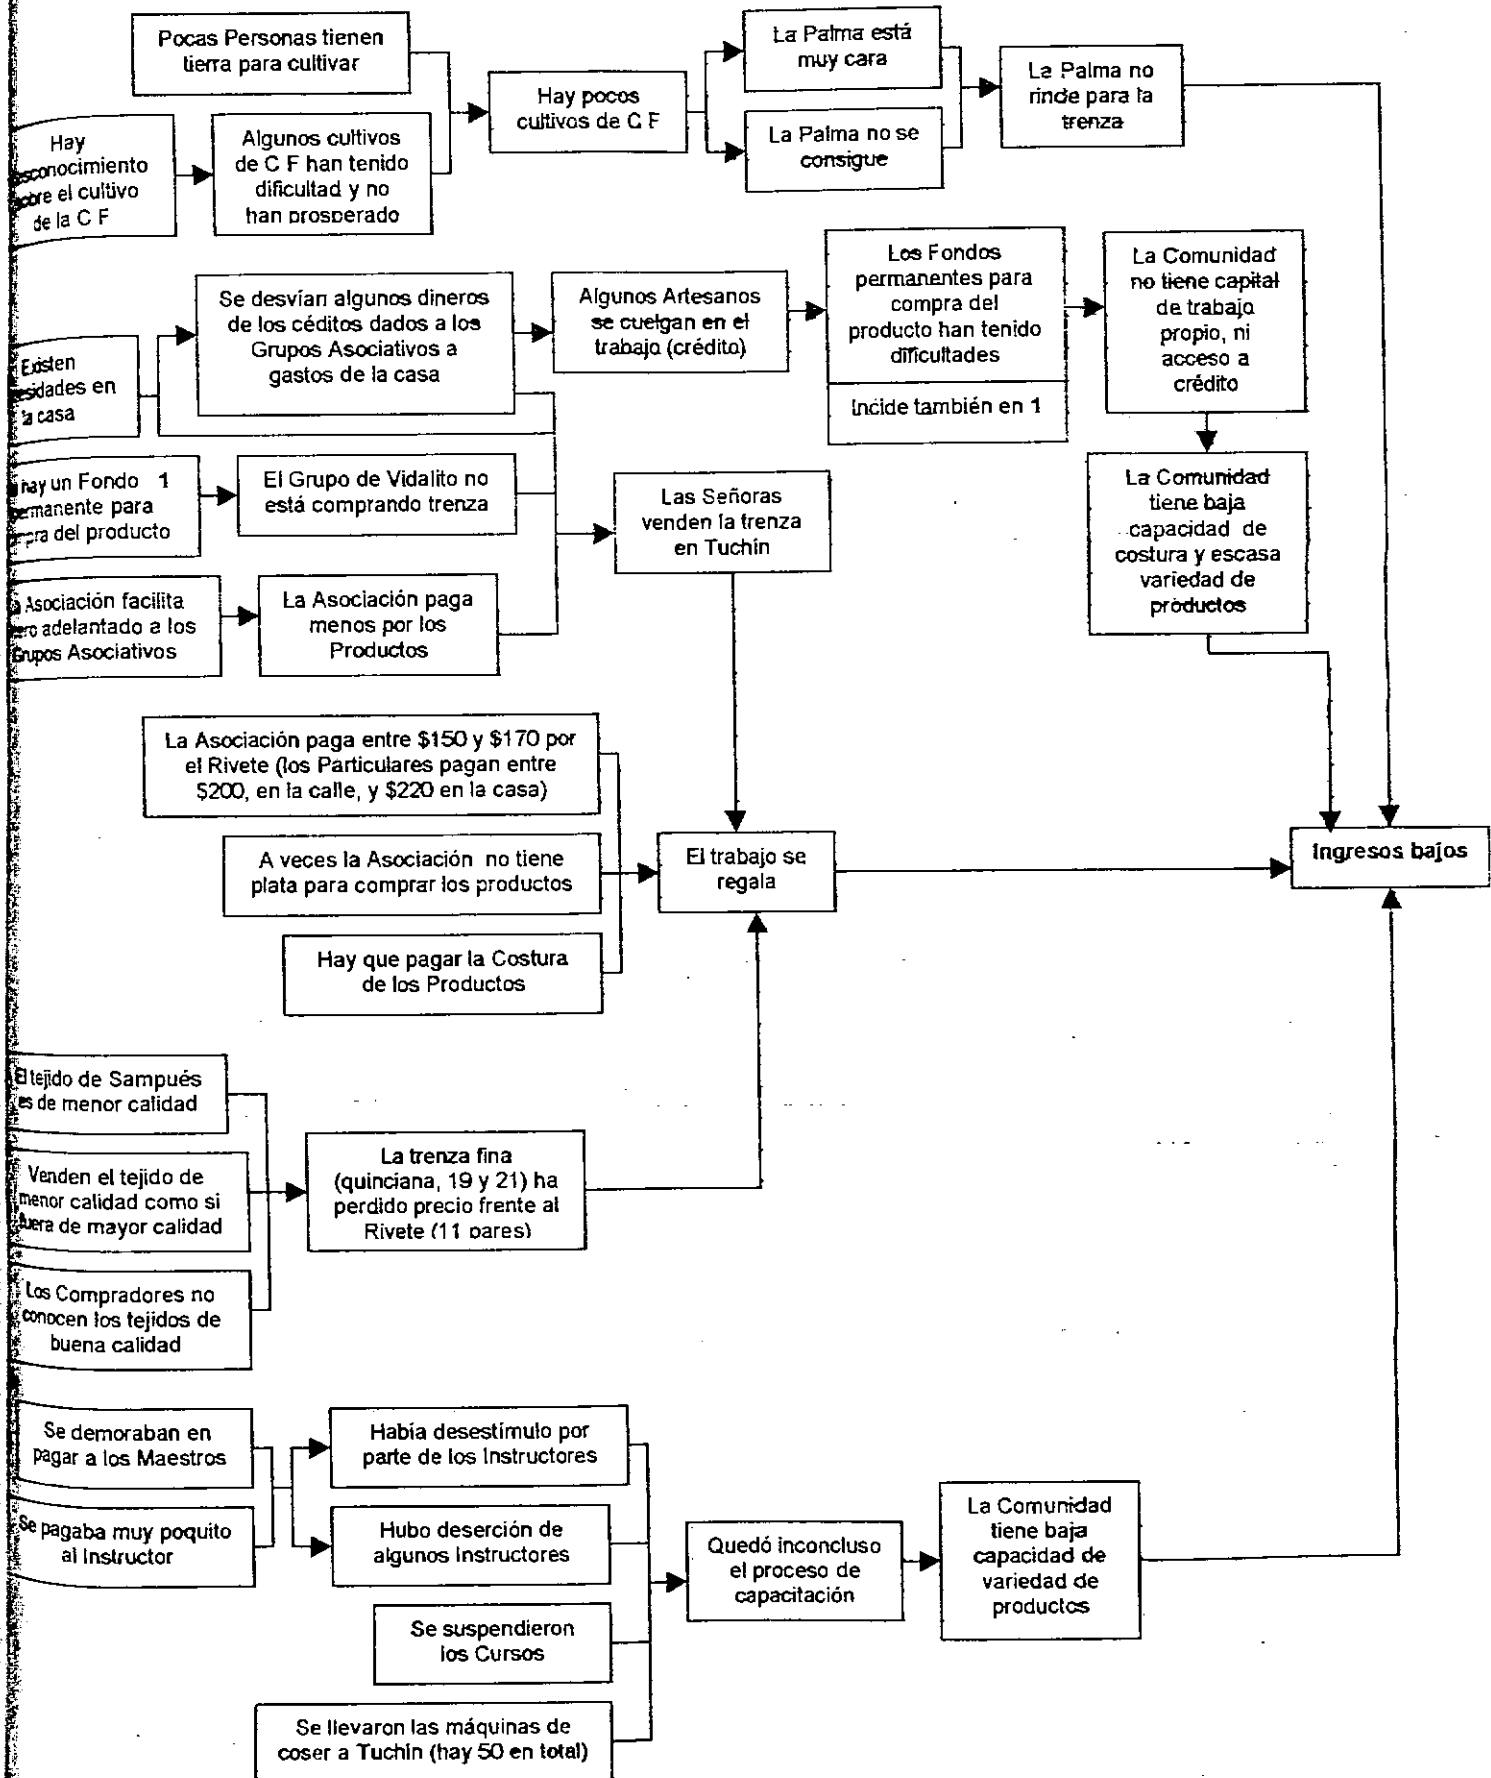 Pocas Personas tienen
tierra para cultivar
Hay
sconocimiento
bre el cultivo
de la C F
Algunos cultivos
de C F han tenido
dificultad y no
han prosperado
Hay pocos
cultivos de C F
La Palma está
muy cara
La Palma no se
consigue
La Palma no
rinde para la
trenza
Existen
sidades en
la casa
Se desvían algunos dineros
de los céditos dados a los
Grupos Asociativos a
gastos de la casa
Algunos Artesanos
se cuelgan en el
trabajo (crédito)
Los Fondos
permanentes para
compra del
producto han tenido
dificultades
Incide también en 1
La Comunidad
no tiene capital
de trabajo
propio, ni
acceso a
crédito
La Comunidad
tiene baja
capacidad de
costura y escasa
variedad de
productos
hay un Fondo 1
rmanente para
pra del producto
El Grupo de Vidalito no
está comprando trenza
Asociación facilita
ro adelantado a los
Grupos Asociativos
La Asociación paga
menos por los
Productos
Las Señoras
venden la trenza
en Tuchín
La Asociación paga entre $150 y $170 por
el Rivete (los Particulares pagan entre
$200, en la calle, y $220 en la casa)
A veces la Asociación no tiene
plata para comprar los productos
Hay que pagar la Costura
de los Productos
El trabajo se
regala
Ingresos bajos
El tejido de Sampués
es de menor calidad
Venden el tejido de
menor calidad como si
fuera de mayor calidad
Los Compradores no
conocen los tejidos de
buena calidad
La trenza fina
(quinciana, 19 y 21) ha
perdido precio frente al
Rivete (11 pares)
Se demoraban en
pagar a los Maestros
Se pagaba muy poquito
al Instructor
Había desestímulo por
parte de los Instructores
Hubo deserción de
algunos Instructores
Se suspendieron
los Cursos
Se llevaron las máquinas de
coser a Tuchín (hay 50 en total)
Quedó inconcluso
el proceso de
capacitación
La Comunidad
tiene baja
capacidad de
variedad de
productos